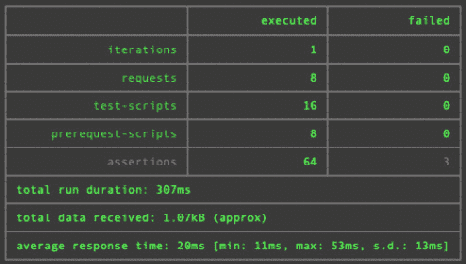 executed failed
iterations 1 0
requests 8 0
test-scripts 16 0
prerequest-scripts 8 0
assertions 64 3
total run duration: 307ms
total data received: 1.07kB (approx)
average response time: 20ms [min: 11ms, max: 53ms, s.d.: 13ms]